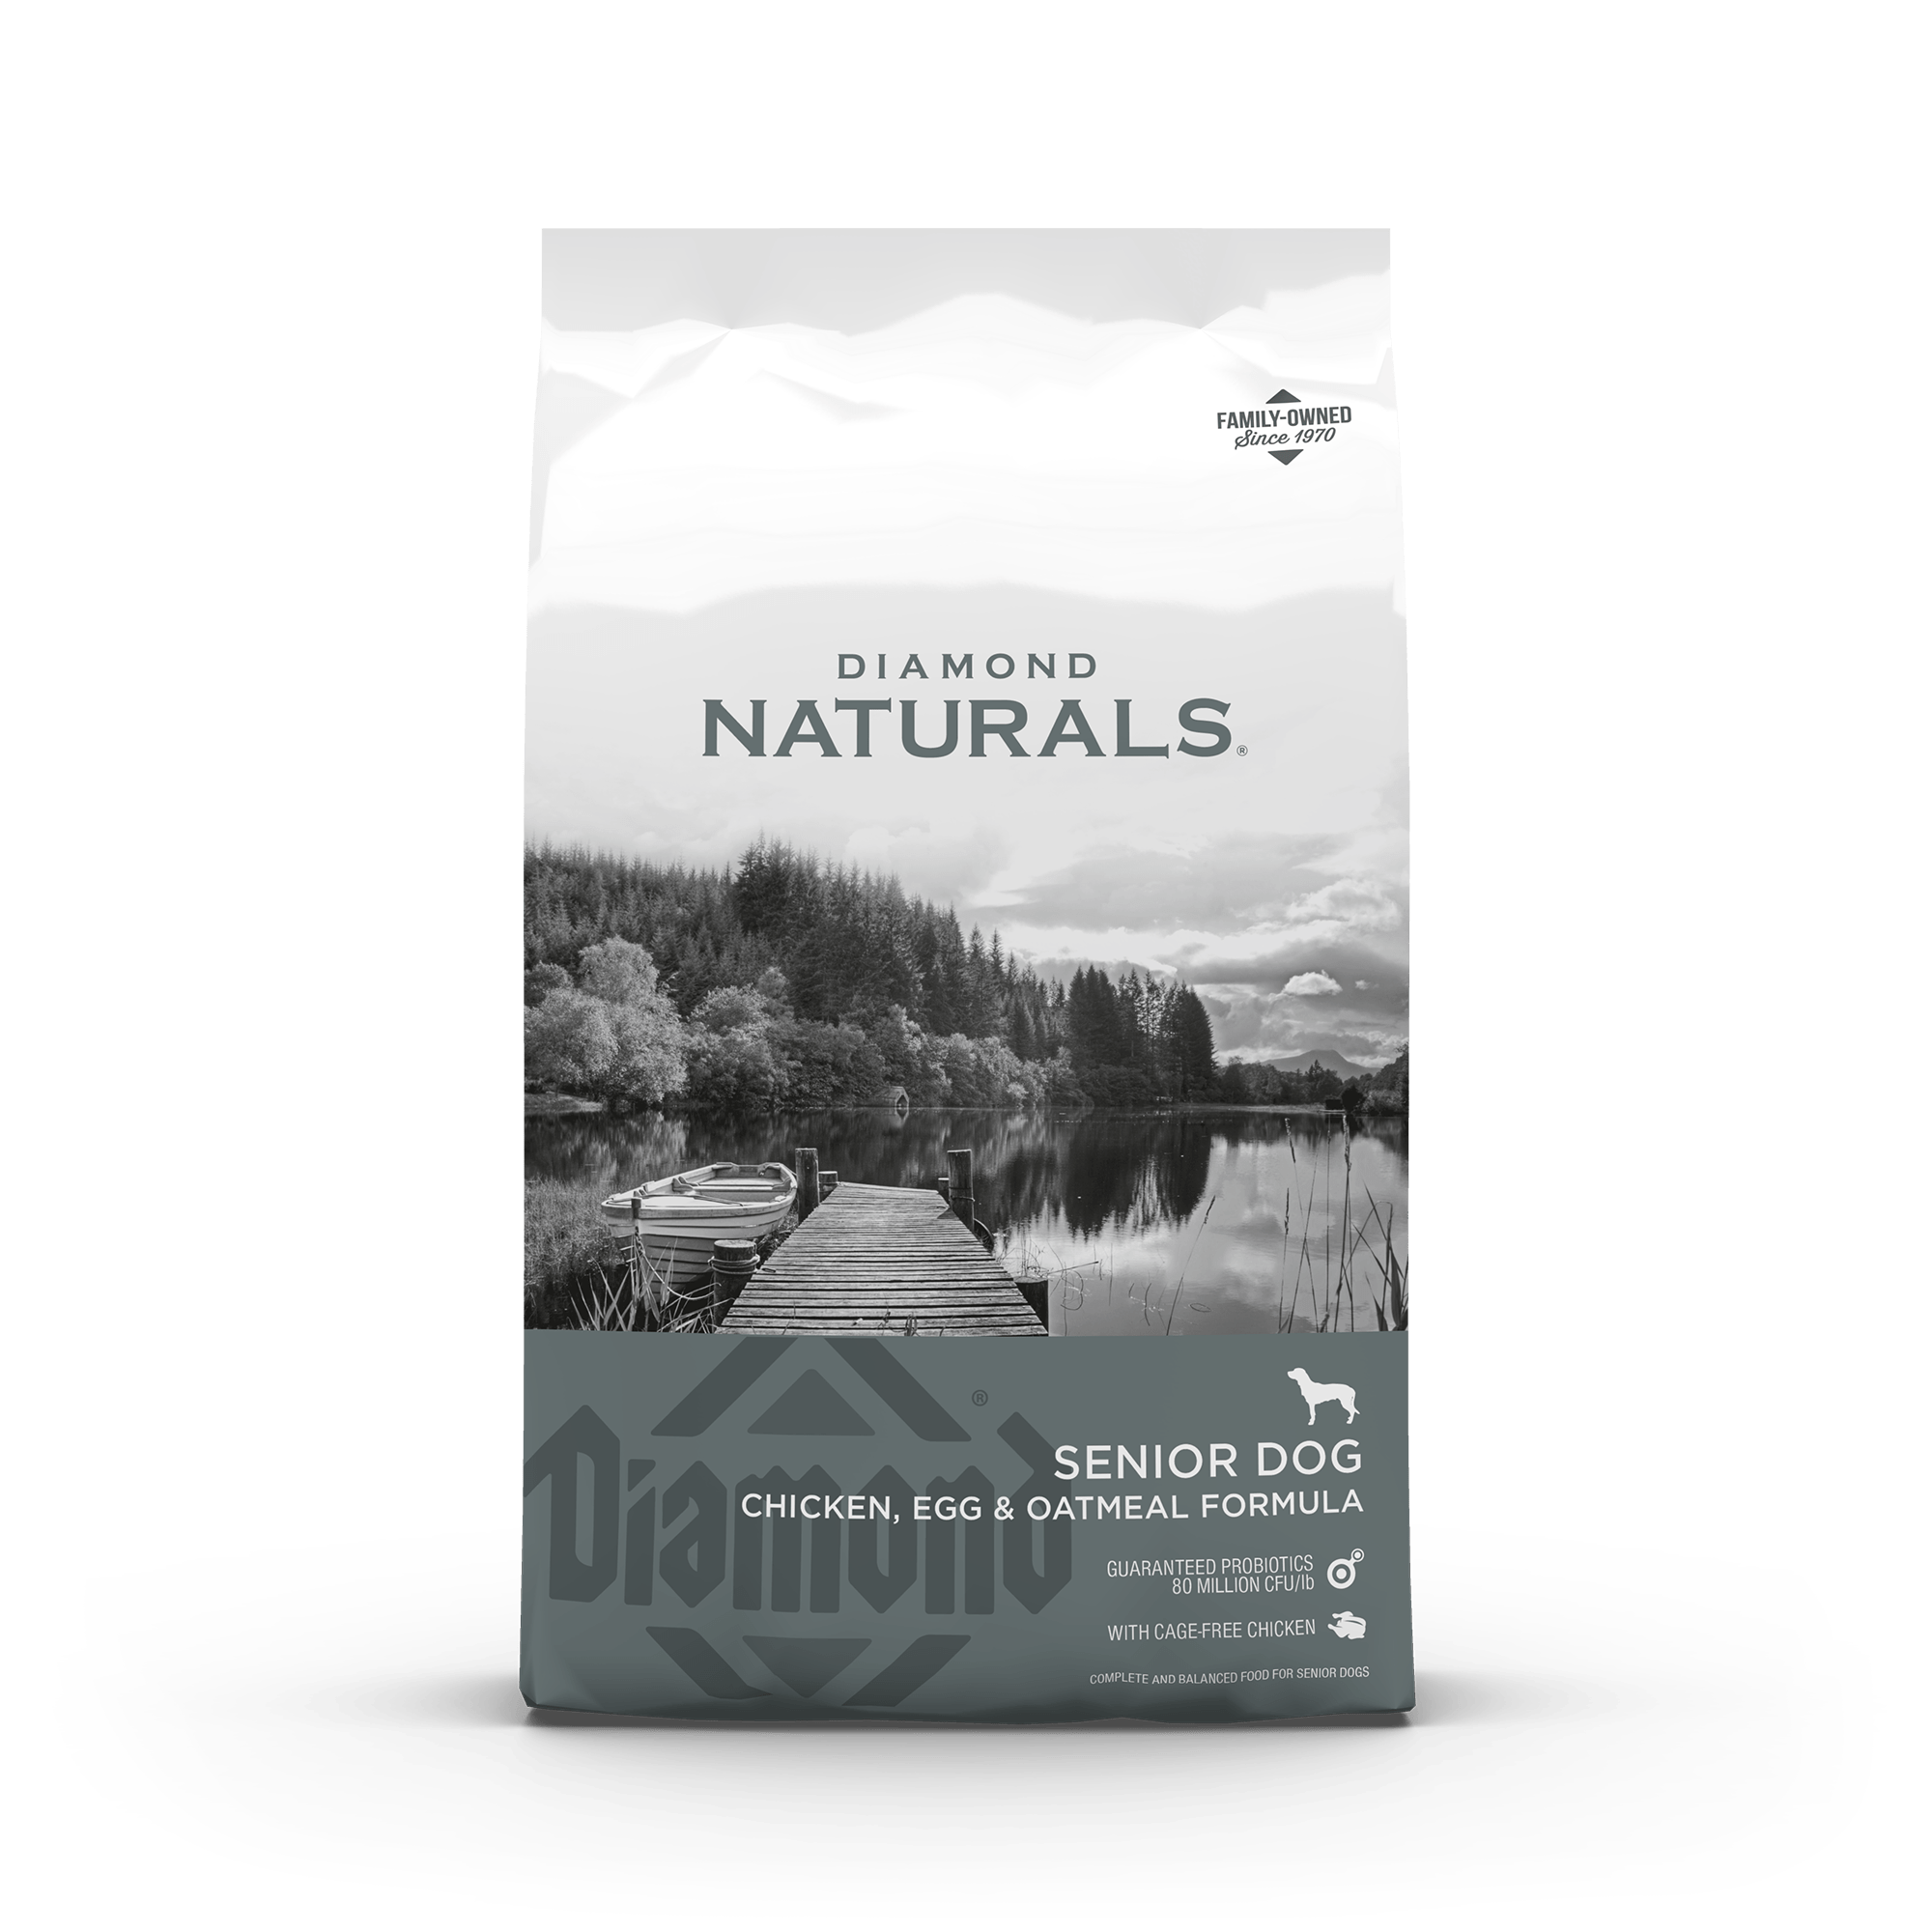 FAMILY-OWNED
Since 1970
DIAMOND
NATURALS®
®
Diamond
SENIOR DOG
CHICKEN, EGG & OATMEAL FORMULA
GUARANTEED PROBIOTICS
80 MILLION CFU/lb
WITH CAGE-FREE CHICKEN
COMPLETE AND BALANCED FOOD FOR SENIOR DOGS